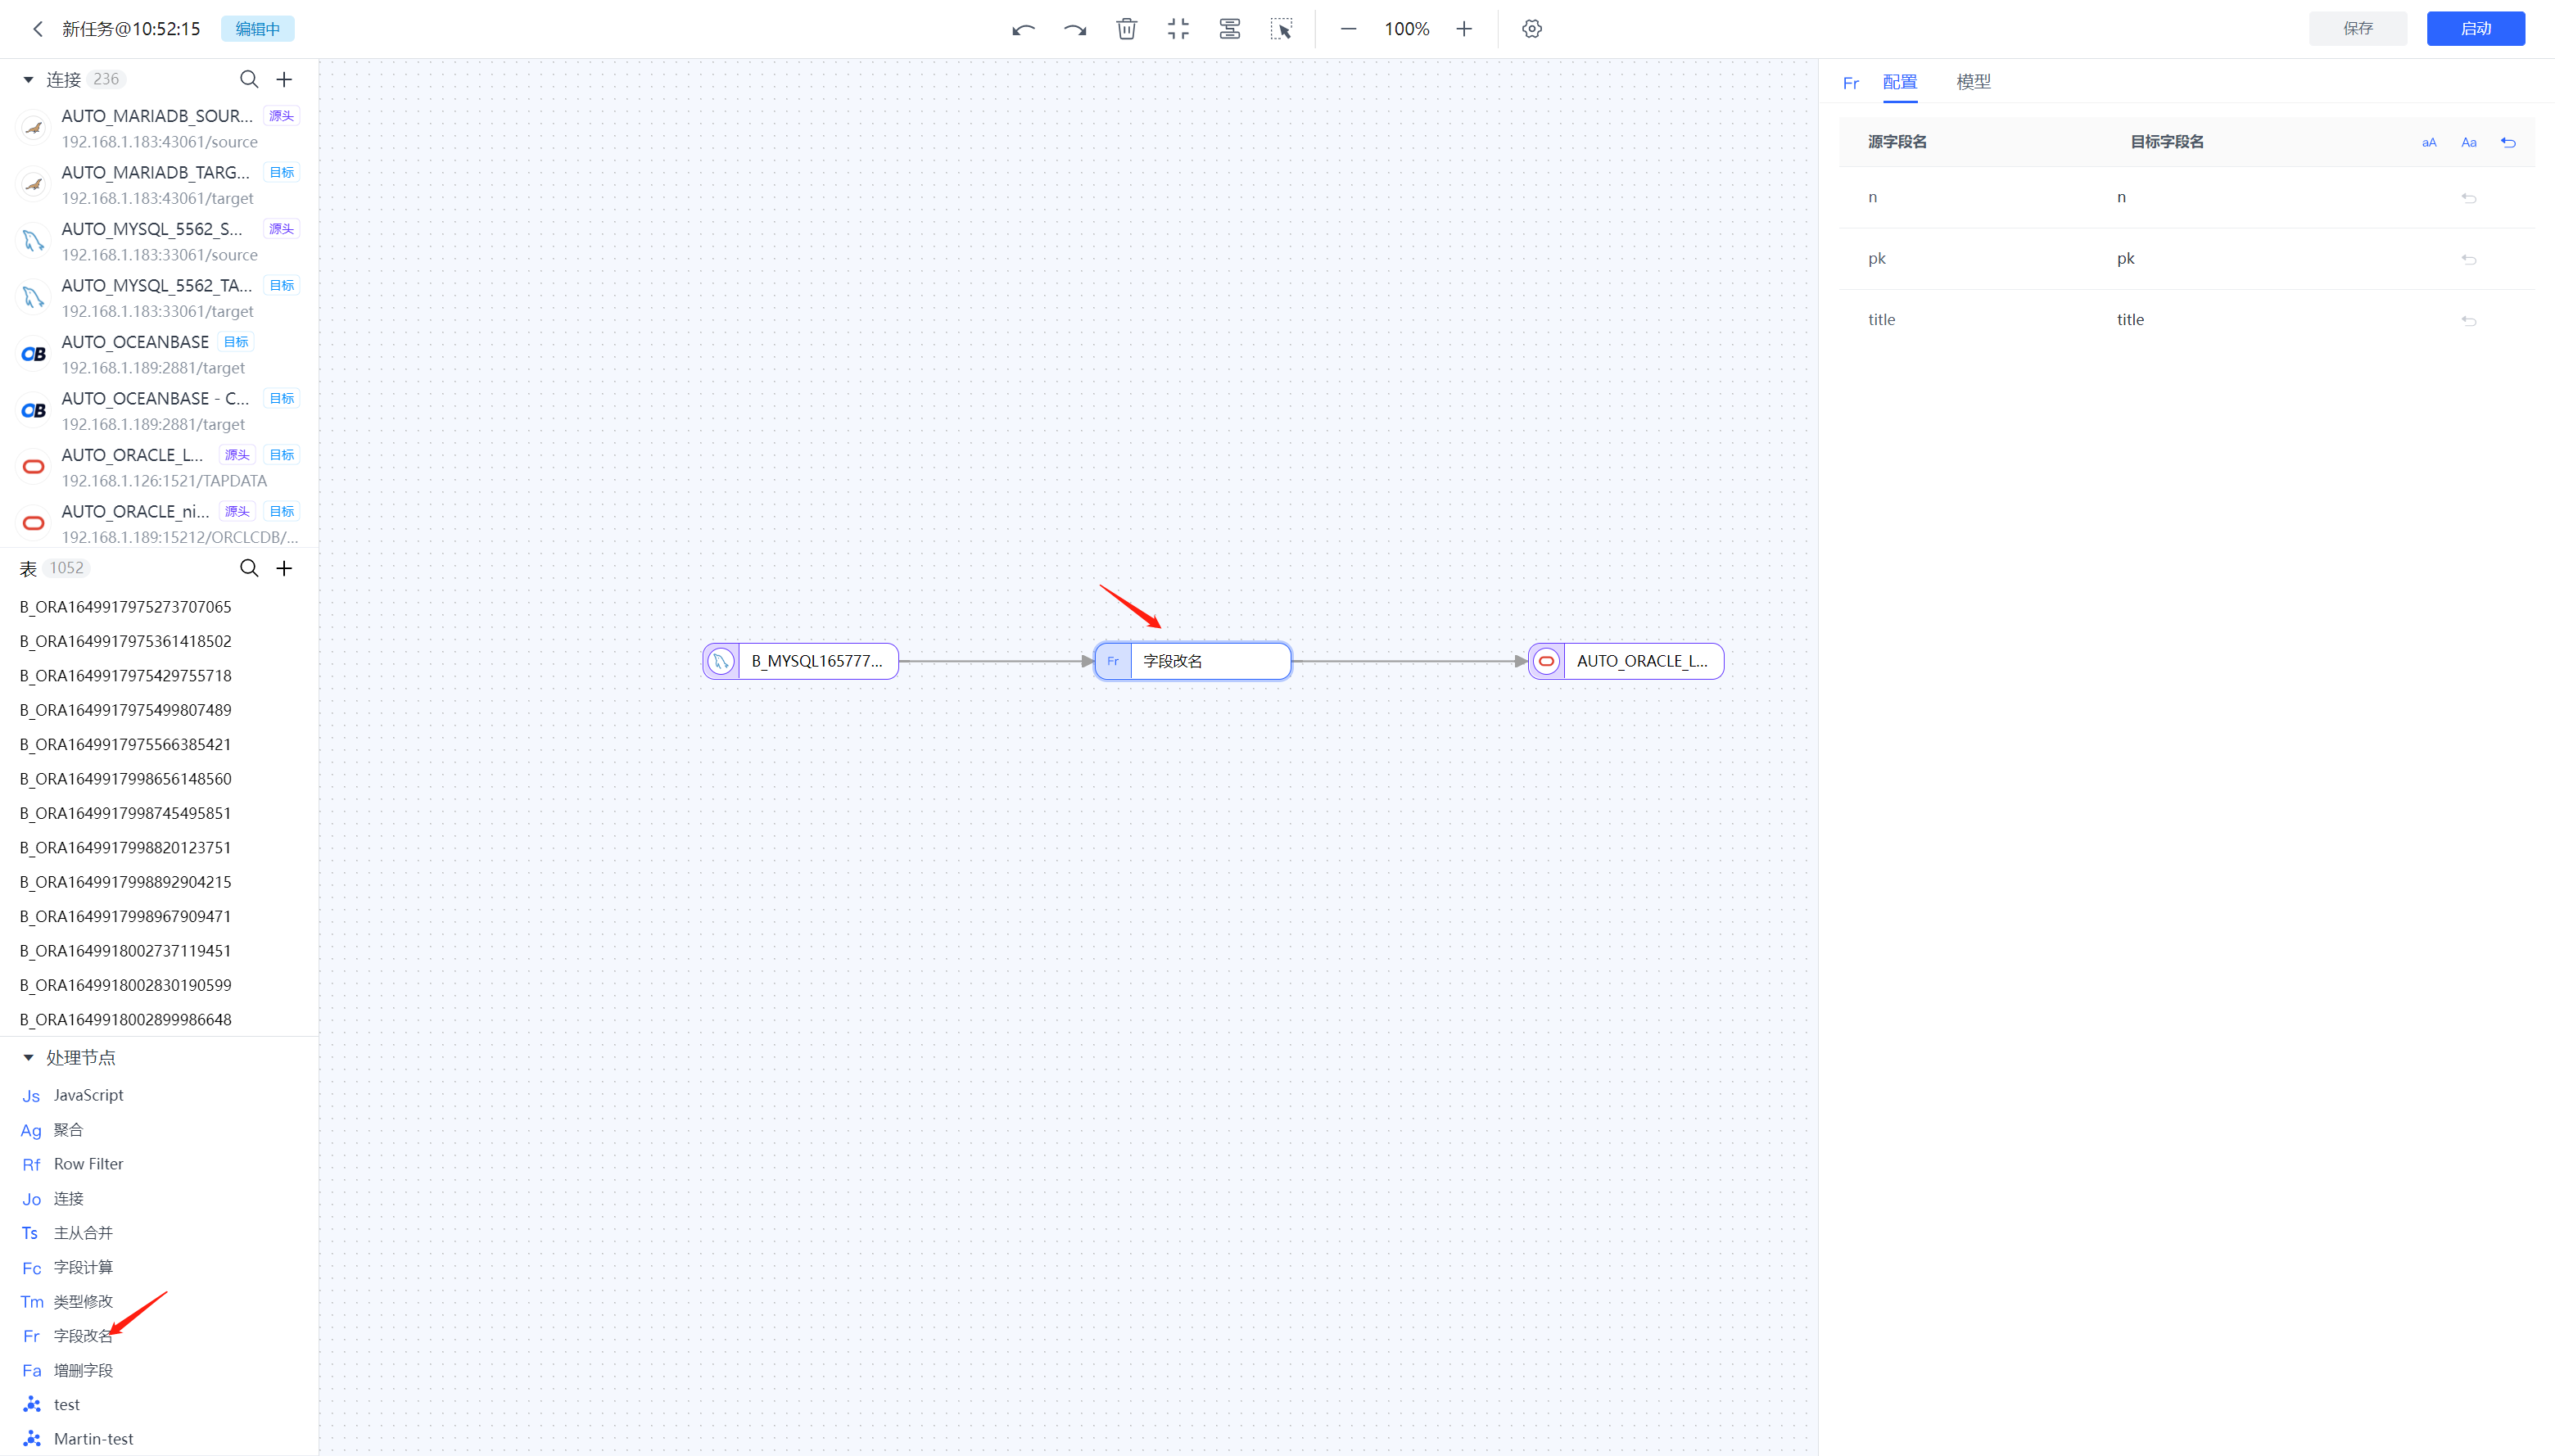 新任务@10:52:15 编辑中 100% 保存 启动
连接 236
AUTO_MARIADB_SOUR... 源头
192.168.1.183:43061/source
AUTO_MARIADB_TARG... 目标
192.168.1.183:43061/target
AUTO_MYSQL_5562_S... 源头
192.168.1.183:33061/source
AUTO_MYSQL_5562_TA... 目标
192.168.1.183:33061/target
AUTO_OCEANBASE 目标
192.168.1.189:2881/target
AUTO_OCEANBASE - C... 目标
192.168.1.189:2881/target
AUTO_ORACLE_L... 源头 目标
192.168.1.126:1521/TAPDATA
AUTO_ORACLE_ni... 源头 目标
192.168.1.189:15212/ORCLCDB/...
表 1052
B_ORA1649917975273707065
B_ORA1649917975361418502
B_ORA1649917975429755718
B_ORA1649917975499807489
B_ORA1649917975566385421
B_ORA1649917998656148560
B_ORA1649917998745495851
B_ORA1649917998820123751
B_ORA1649917998892904215
B_ORA1649917998967909471
B_ORA1649918002737119451
B_ORA1649918002830190599
B_ORA1649918002899986648
处理节点
Js JavaScript
Ag 聚合
Rf Row Filter
Jo 连接
Ts 主从合并
Fc 字段计算
Tm 类型修改
Fr 字段改名
Fa 增删字段
test
Martin-test
B_MYSQL165777...
Fr 字段改名
AUTO_ORACLE_L...
Fr 配置 模型
源字段名 目标字段名 aA Aa
n n
pk pk
title title